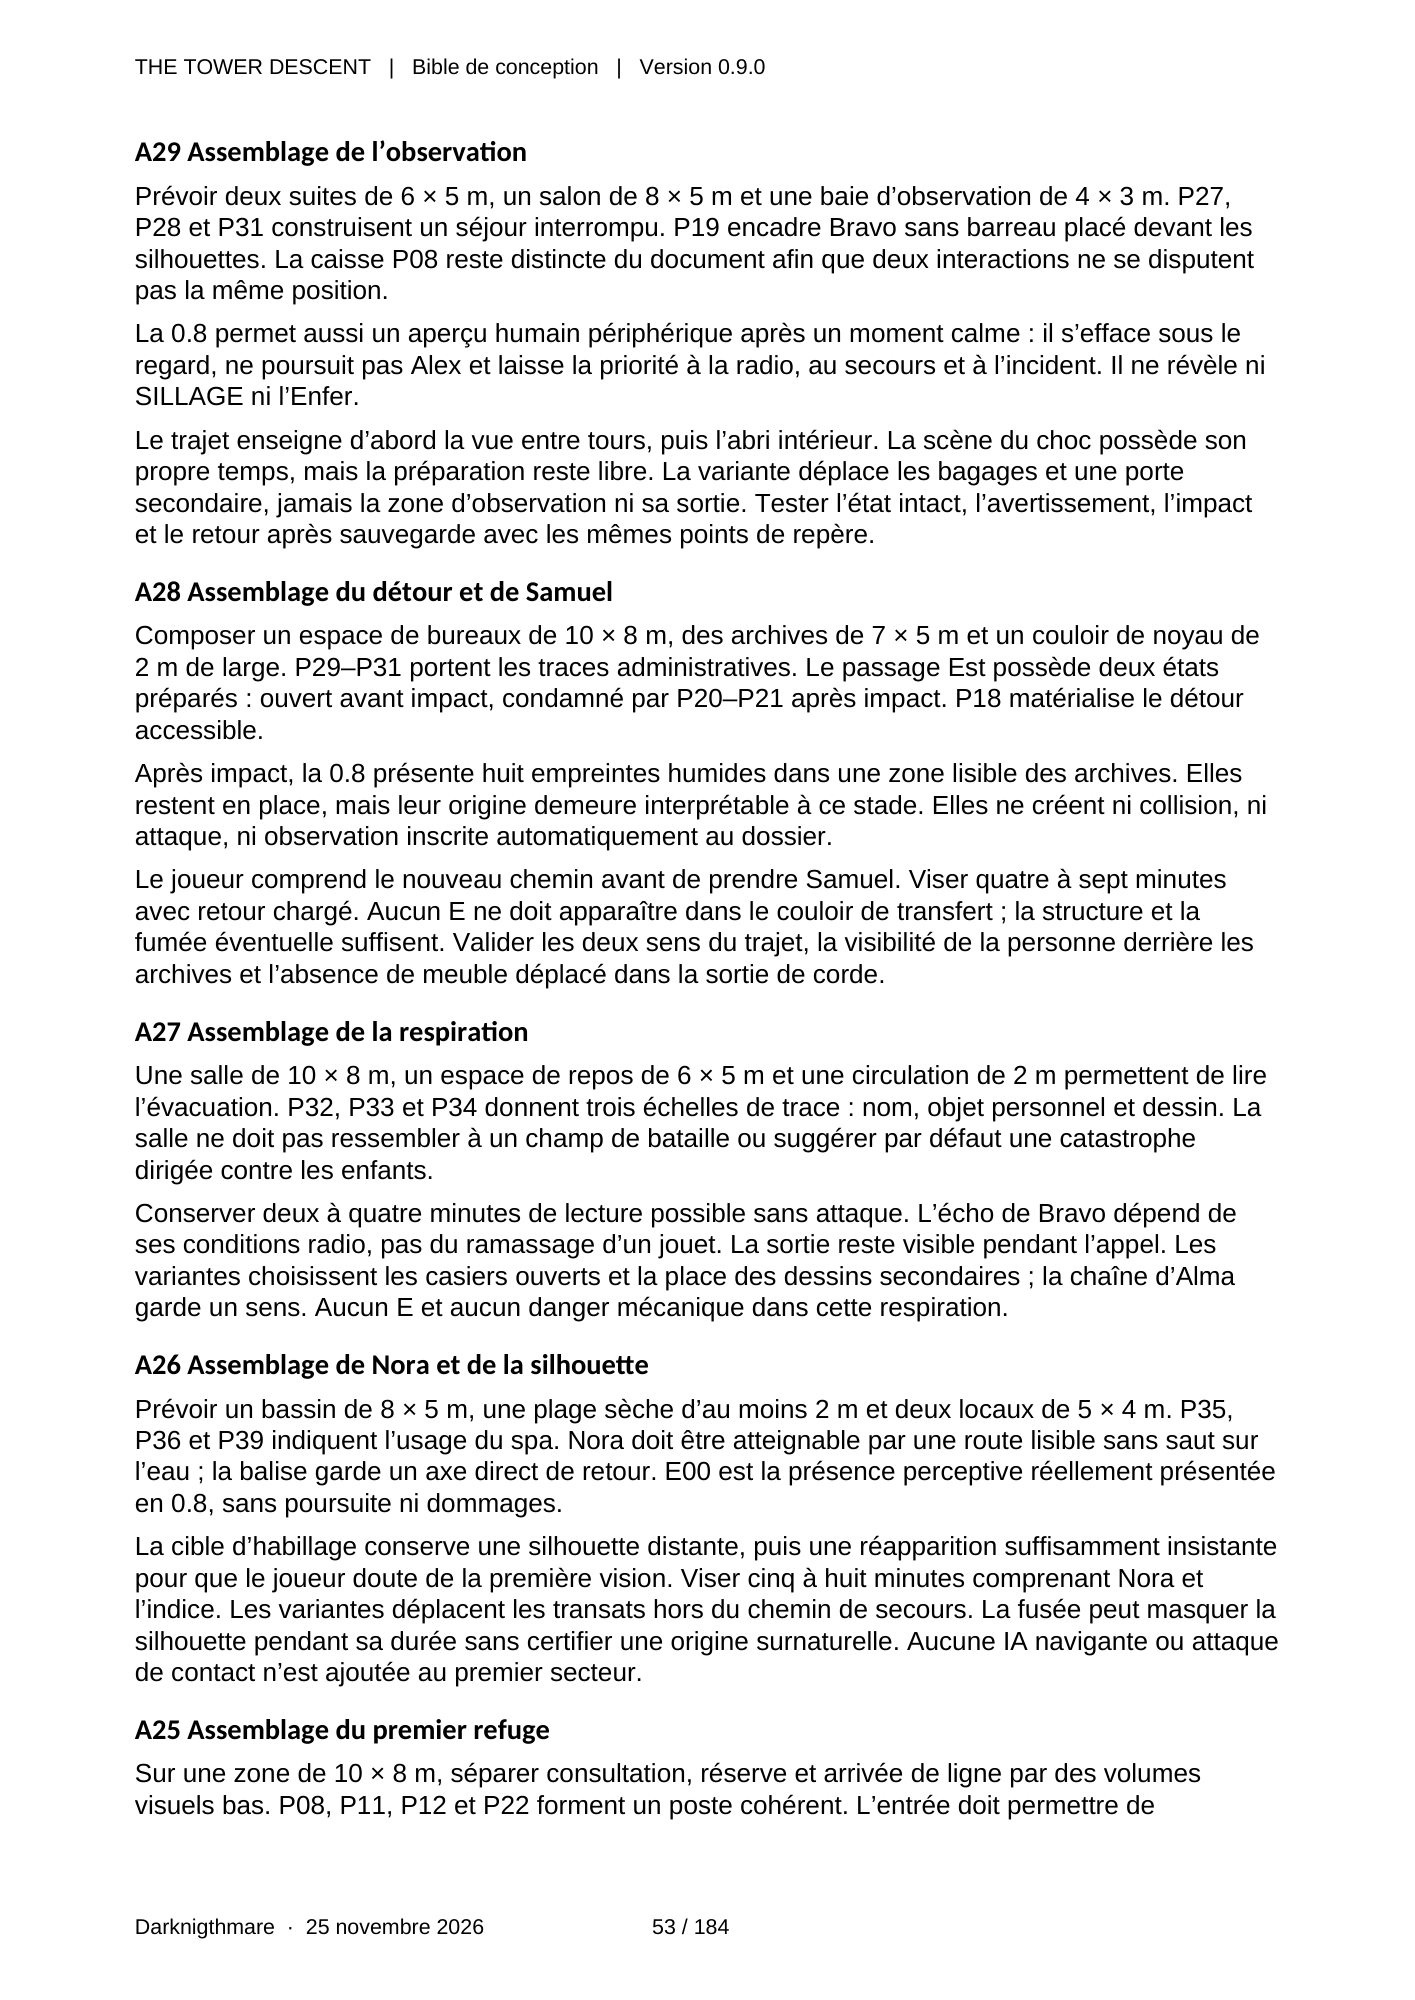 THE TOWER DESCENT | Bible de conception | Version 0.9.0
A29 Assemblage de l’observation
Prévoir deux suites de 6 × 5 m, un salon de 8 × 5 m et une baie d’observation de 4 × 3 m. P27,
P28 et P31 construisent un séjour interrompu. P19 encadre Bravo sans barreau placé devant les
silhouettes. La caisse P08 reste distincte du document afin que deux interactions ne se disputent
pas la même position.
La 0.8 permet aussi un aperçu humain périphérique après un moment calme : il s’efface sous le
regard, ne poursuit pas Alex et laisse la priorité à la radio, au secours et à l’incident. Il ne révèle ni
SILLAGE ni l’Enfer.
Le trajet enseigne d’abord la vue entre tours, puis l’abri intérieur. La scène du choc possède son
propre temps, mais la préparation reste libre. La variante déplace les bagages et une porte
secondaire, jamais la zone d’observation ni sa sortie. Tester l’état intact, l’avertissement, l’impact
et le retour après sauvegarde avec les mêmes points de repère.
A28 Assemblage du détour et de Samuel
Composer un espace de bureaux de 10 × 8 m, des archives de 7 × 5 m et un couloir de noyau de
2 m de large. P29–P31 portent les traces administratives. Le passage Est possède deux états
préparés : ouvert avant impact, condamné par P20–P21 après impact. P18 matérialise le détour
accessible.
Après impact, la 0.8 présente huit empreintes humides dans une zone lisible des archives. Elles
restent en place, mais leur origine demeure interprétable à ce stade. Elles ne créent ni collision, ni
attaque, ni observation inscrite automatiquement au dossier.
Le joueur comprend le nouveau chemin avant de prendre Samuel. Viser quatre à sept minutes
avec retour chargé. Aucun E ne doit apparaître dans le couloir de transfert ; la structure et la
fumée éventuelle suffisent. Valider les deux sens du trajet, la visibilité de la personne derrière les
archives et l’absence de meuble déplacé dans la sortie de corde.
A27 Assemblage de la respiration
Une salle de 10 × 8 m, un espace de repos de 6 × 5 m et une circulation de 2 m permettent de lire
l’évacuation. P32, P33 et P34 donnent trois échelles de trace : nom, objet personnel et dessin. La
salle ne doit pas ressembler à un champ de bataille ou suggérer par défaut une catastrophe
dirigée contre les enfants.
Conserver deux à quatre minutes de lecture possible sans attaque. L’écho de Bravo dépend de
ses conditions radio, pas du ramassage d’un jouet. La sortie reste visible pendant l’appel. Les
variantes choisissent les casiers ouverts et la place des dessins secondaires ; la chaîne d’Alma
garde un sens. Aucun E et aucun danger mécanique dans cette respiration.
A26 Assemblage de Nora et de la silhouette
Prévoir un bassin de 8 × 5 m, une plage sèche d’au moins 2 m et deux locaux de 5 × 4 m. P35,
P36 et P39 indiquent l’usage du spa. Nora doit être atteignable par une route lisible sans saut sur
l’eau ; la balise garde un axe direct de retour. E00 est la présence perceptive réellement présentée
en 0.8, sans poursuite ni dommages.
La cible d’habillage conserve une silhouette distante, puis une réapparition suffisamment insistante
pour que le joueur doute de la première vision. Viser cinq à huit minutes comprenant Nora et
l’indice. Les variantes déplacent les transats hors du chemin de secours. La fusée peut masquer la
silhouette pendant sa durée sans certifier une origine surnaturelle. Aucune IA navigante ou attaque
de contact n’est ajoutée au premier secteur.
A25 Assemblage du premier refuge
Sur une zone de 10 × 8 m, séparer consultation, réserve et arrivée de ligne par des volumes
visuels bas. P08, P11, P12 et P22 forment un poste cohérent. L’entrée doit permettre de
Darknigthmare · 25 novembre 2026 53 / 184